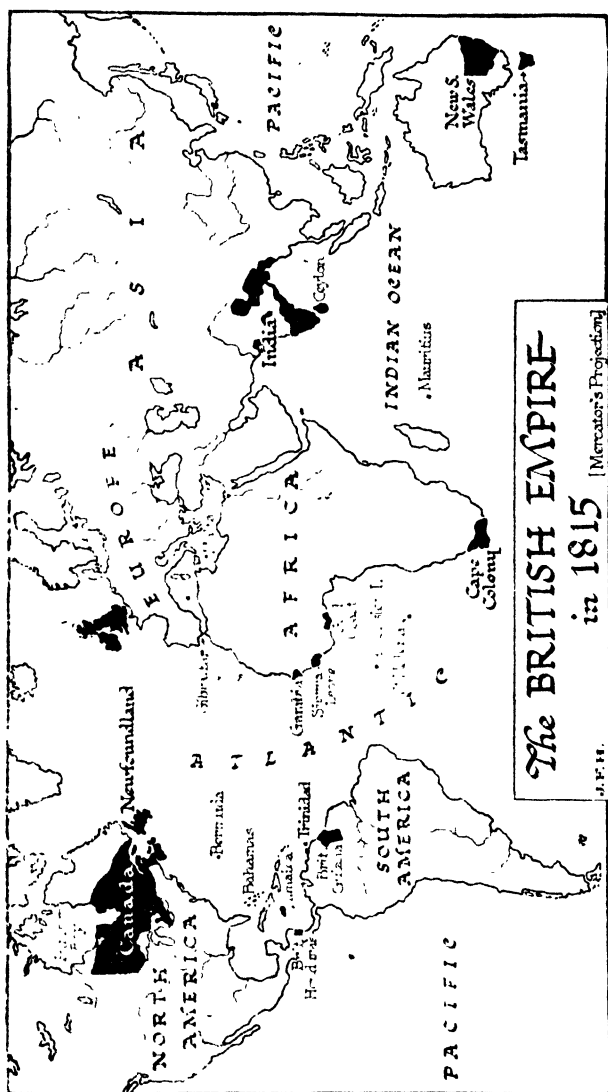 The BRITISH EMPIRE
in 1815
[Mercator's Projection]
J.F.H.
NORTH
AMERICA
Canada
Newfoundland
Bermuda
Bahamas
Jamaica
Trinidad
Brit
Guiana
SOUTH
AMERICA
PACIFIC
ATLANTIC
EUROPE
ASIA
AFRICA
Gibraltar
Gambia
Sierra
Leone
Cape
Colony
India
Ceylon
INDIAN OCEAN
Mauritius
PACIFIC
New S.
Wales
Tasmania